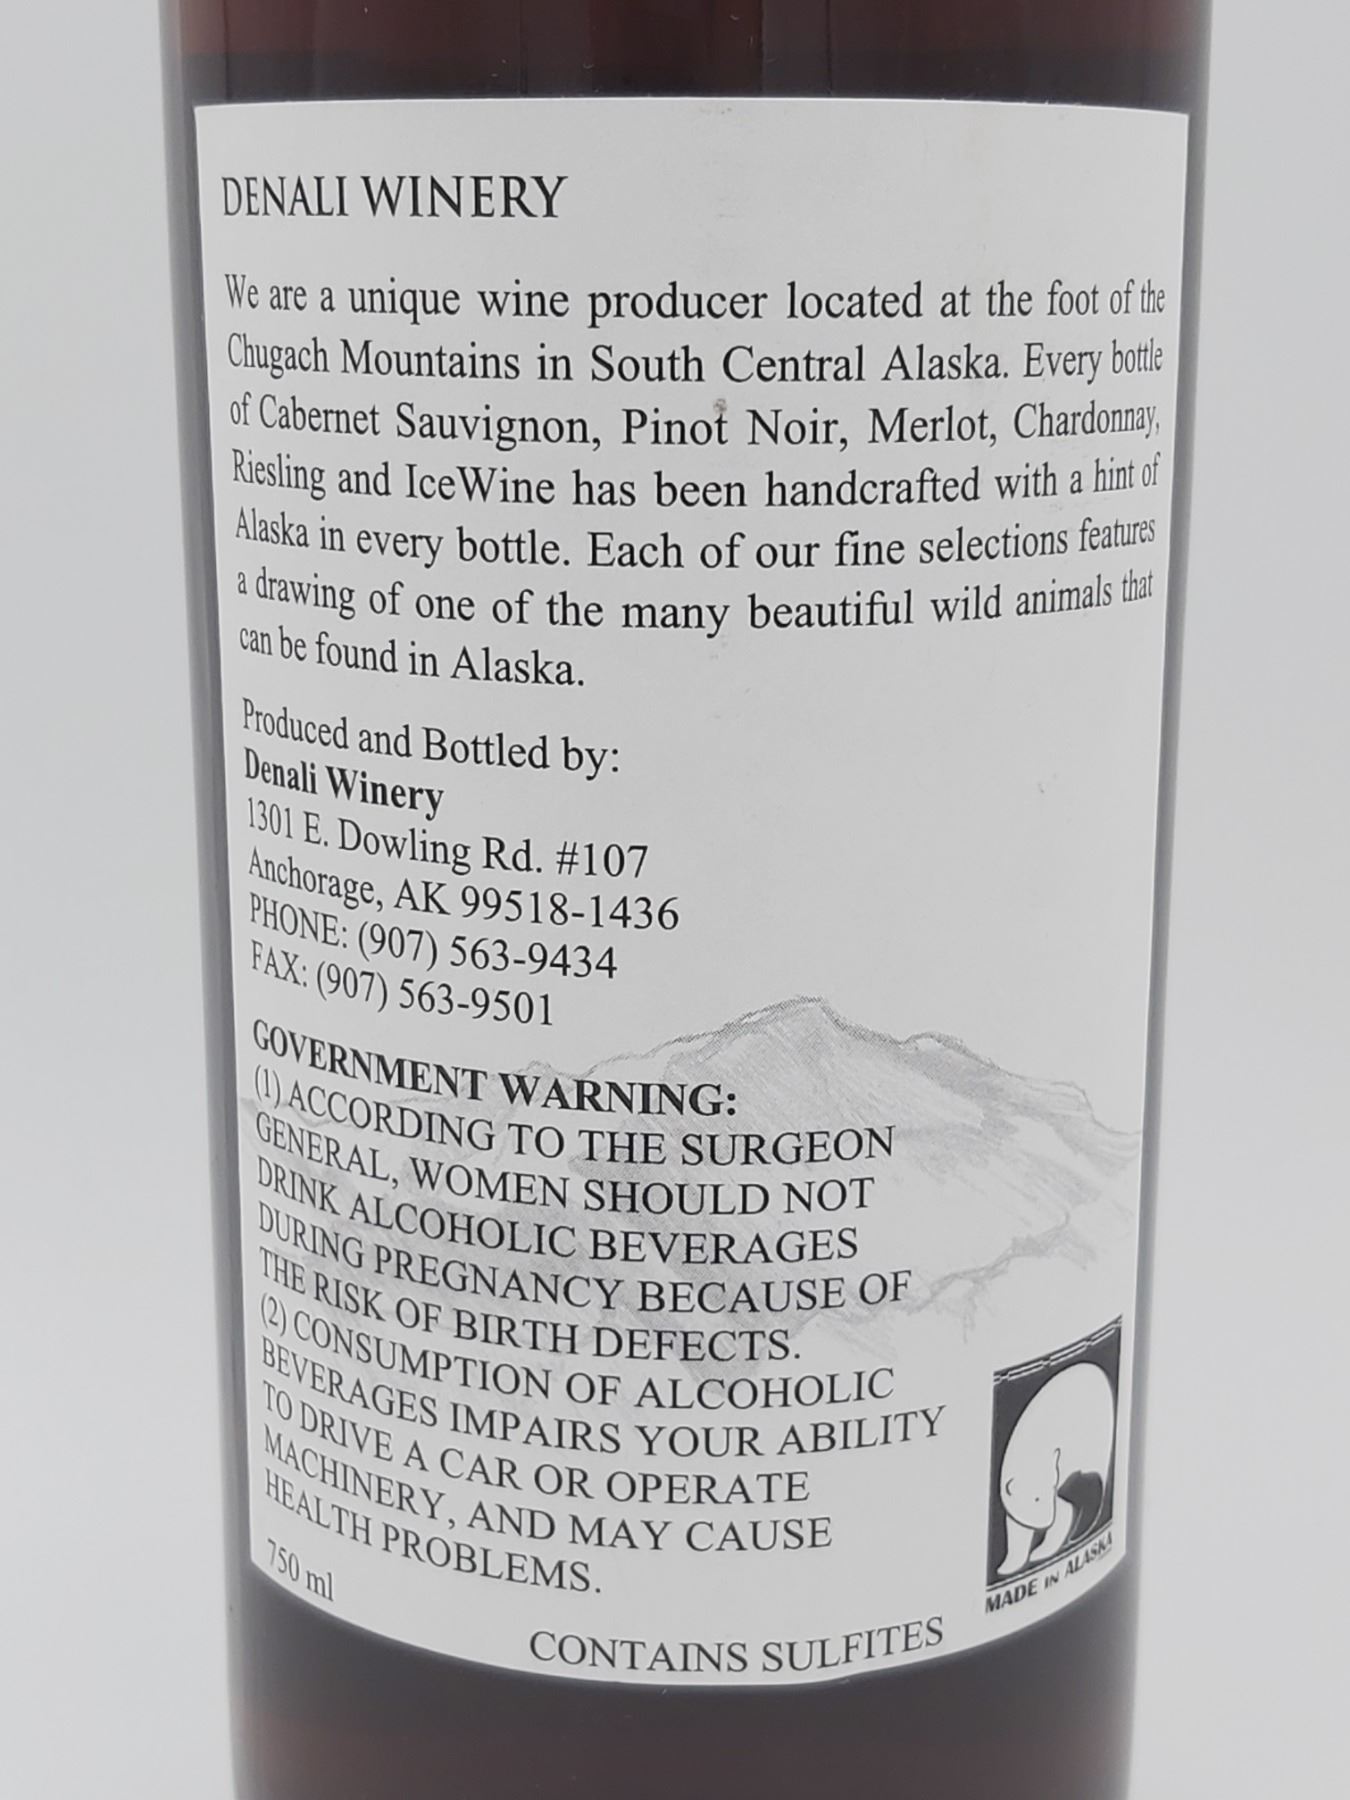 DENALI WINERY
We are a unique wine producer located at the foot of the
Chugach Mountains in South Central Alaska. Every bottle
of Cabernet Sauvignon, Pinot Noir, Merlot, Chardonnay,
Riesling and IceWine has been handcrafted with a hint of
Alaska in every bottle. Each of our fine selections features
a drawing of one of the many beautiful wild animals that
can be found in Alaska.
Produced and Bottled by:
Denali Winery
1301 E. Dowling Rd. #107
Anchorage, AK 99518-1436
PHONE: (907) 563-9434
FAX: (907) 563-9501
GOVERNMENT WARNING:
(1) ACCORDING TO THE SURGEON
GENERAL, WOMEN SHOULD NOT
DRINK ALCOHOLIC BEVERAGES
DURING PREGNANCY BECAUSE OF
THE RISK OF BIRTH DEFECTS.
(2) CONSUMPTION OF ALCOHOLIC
BEVERAGES IMPAIRS YOUR ABILITY
TO DRIVE A CAR OR OPERATE
MACHINERY, AND MAY CAUSE
HEALTH PROBLEMS.
MADE IN ALASKA
750 ml
CONTAINS SULFITES